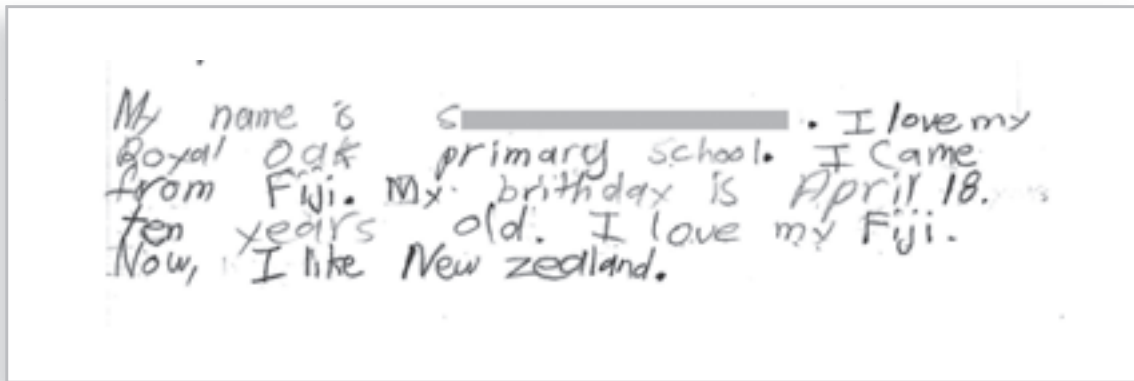 My name is s . I love my
Royal Oak primary school. I Came
from Fiji. My brithday is April 18.
ten years old. I love my Fiji.
Now, I like New zealland.